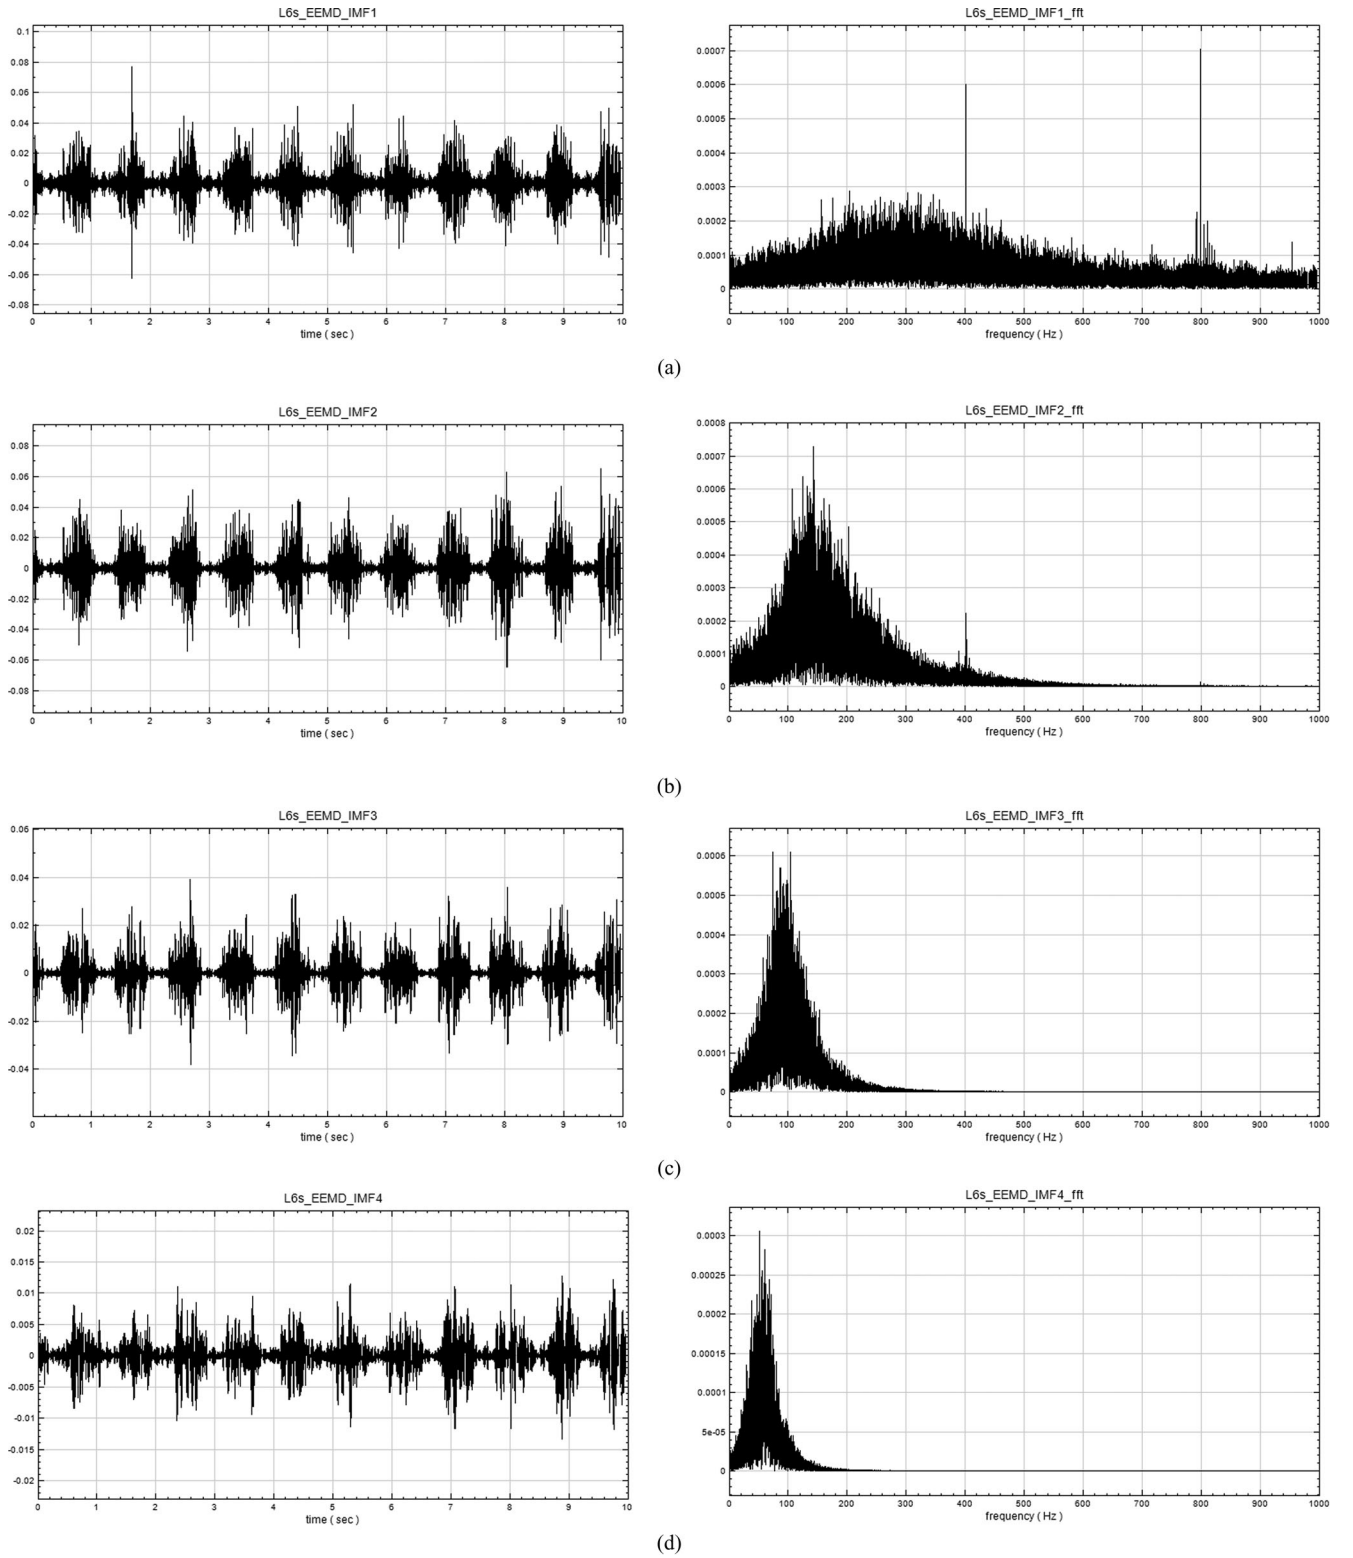 L6s_EEMD_IMF1
0.1
0.08
0.06
0.04
0.02
0
-0.02
-0.04
-0.06
-0.08
0 1 2 3 4 5 6 7 8 9 10
time ( sec )
L6s_EEMD_IMF1_fft
0.0007
0.0006
0.0005
0.0004
0.0003
0.0002
0.0001
0
0 100 200 300 400 500 600 700 800 900 1000
frequency ( Hz )
(a)
L6s_EEMD_IMF2
0.08
0.06
0.04
0.02
0
-0.02
-0.04
-0.06
-0.08
0 1 2 3 4 5 6 7 8 9 10
time ( sec )
L6s_EEMD_IMF2_fft
0.0008
0.0007
0.0006
0.0005
0.0004
0.0003
0.0002
0.0001
0
0 100 200 300 400 500 600 700 800 900 1000
frequency ( Hz )
(b)
L6s_EEMD_IMF3
0.06
0.04
0.02
0
-0.02
-0.04
0 1 2 3 4 5 6 7 8 9 10
time ( sec )
L6s_EEMD_IMF3_fft
0.0006
0.0005
0.0004
0.0003
0.0002
0.0001
0
0 100 200 300 400 500 600 700 800 900 1000
frequency ( Hz )
(c)
L6s_EEMD_IMF4
0.02
0.015
0.01
0.005
0
-0.005
-0.01
-0.015
-0.02
0 1 2 3 4 5 6 7 8 9 10
time ( sec )
L6s_EEMD_IMF4_fft
0.0003
0.00025
0.0002
0.00015
0.0001
5e-05
0
0 100 200 300 400 500 600 700 800 900 1000
frequency ( Hz )
(d)